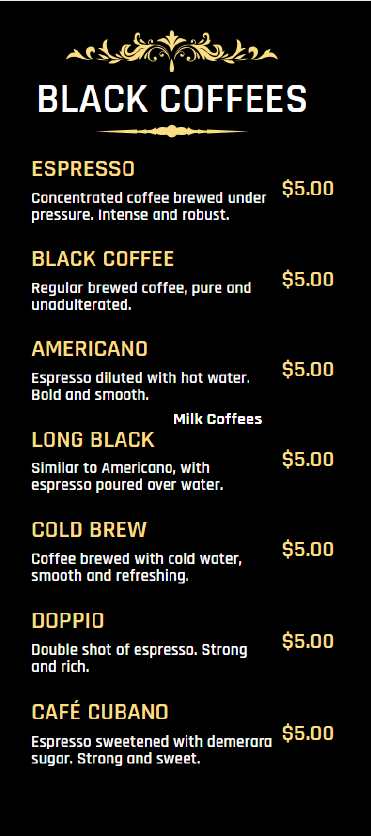 BLACK COFFEES
ESPRESSO
Concentrated coffee brewed under
pressure. Intense and robust.
$5.00
BLACK COFFEE
Regular brewed coffee, pure and
unadulterated.
$5.00
AMERICANO
Espresso diluted with hot water.
Bold and smooth.
$5.00
Milk Coffees
LONG BLACK
Similar to Americano, with
espresso poured over water.
$5.00
COLD BREW
Coffee brewed with cold water,
smooth and refreshing.
$5.00
DOPPIO
Double shot of espresso. Strong
and rich.
$5.00
CAFÉ CUBANO
Espresso sweetened with demerara
sugar. Strong and sweet.
$5.00